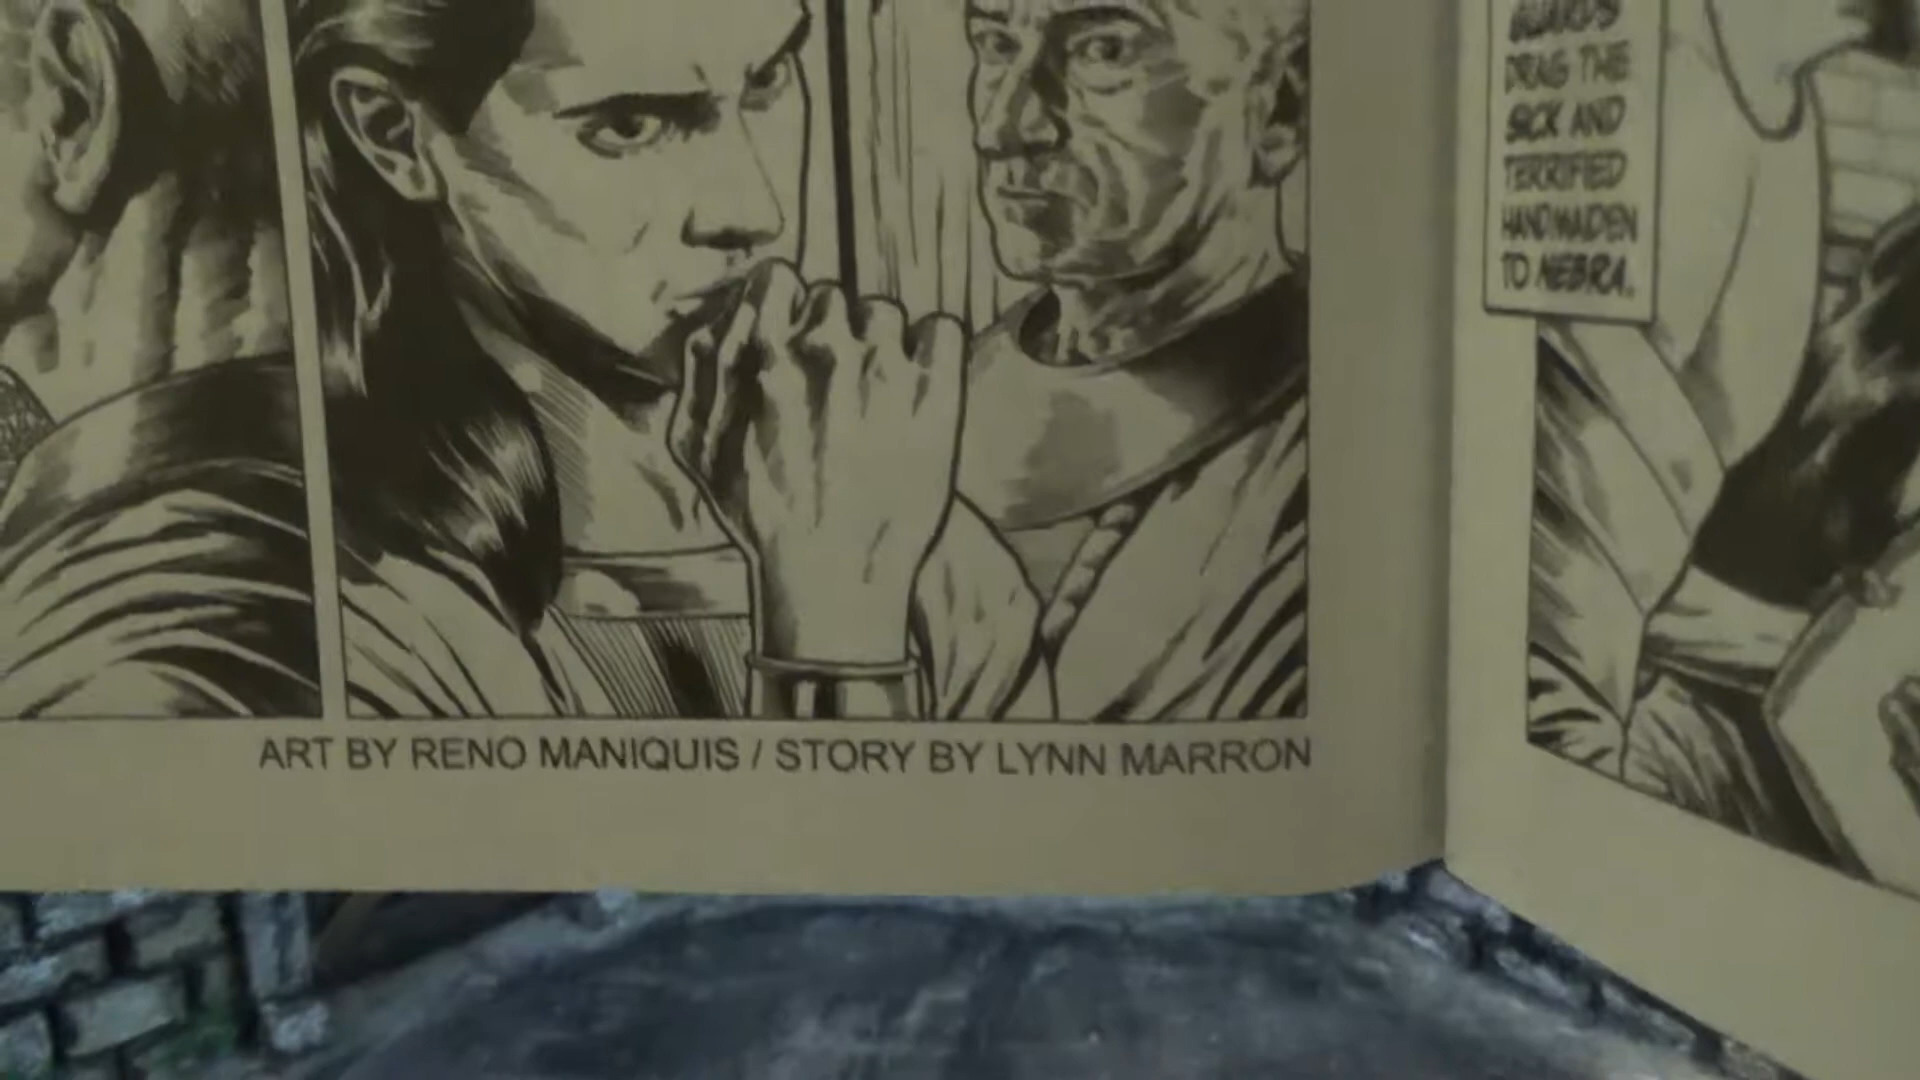 ART BY RENO MANIQUIS / STORY BY LYNN MARRON
GUARDS
DRAG THE
SICK AND
TERRIFIED
HANDMAIDEN
TO NEBRA.